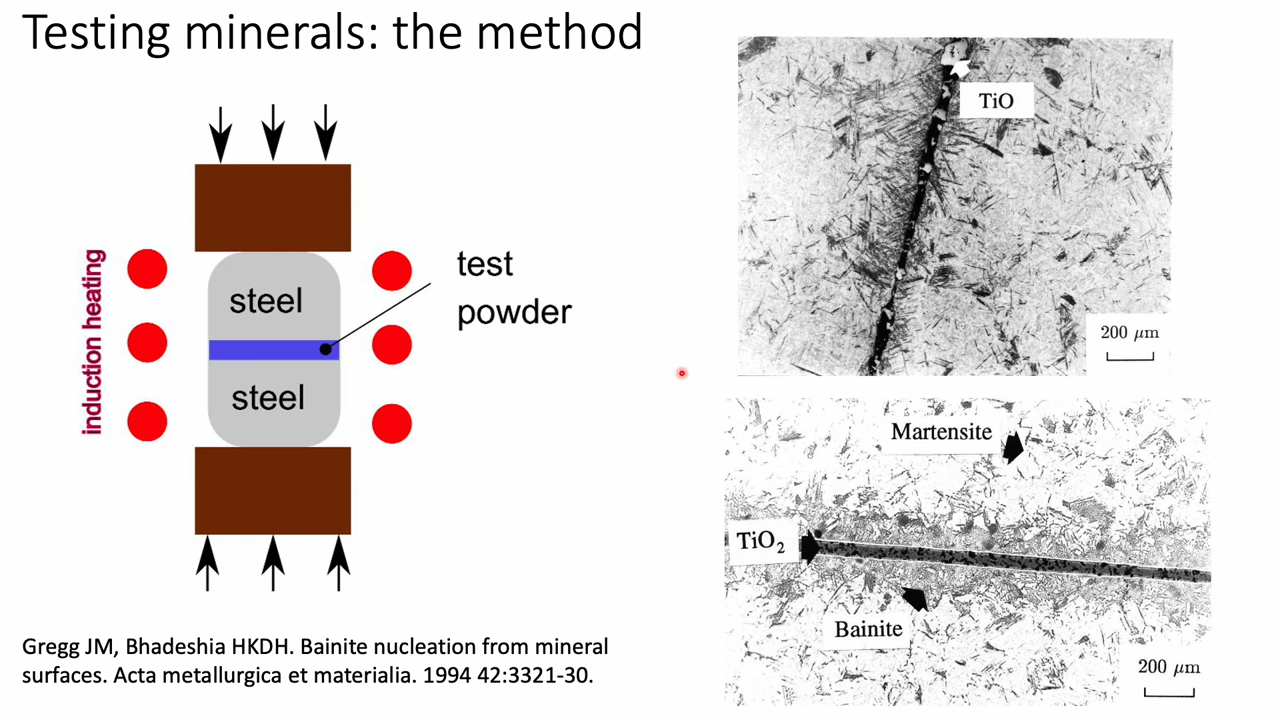 Testing minerals: the method
induction heating
steel
steel
test
powder
TiO
200 μm
Martensite
TiO₂
Bainite
200 μm
Gregg JM, Bhadeshia HKDH. Bainite nucleation from mineral
surfaces. Acta metallurgica et materialia. 1994 42:3321-30.